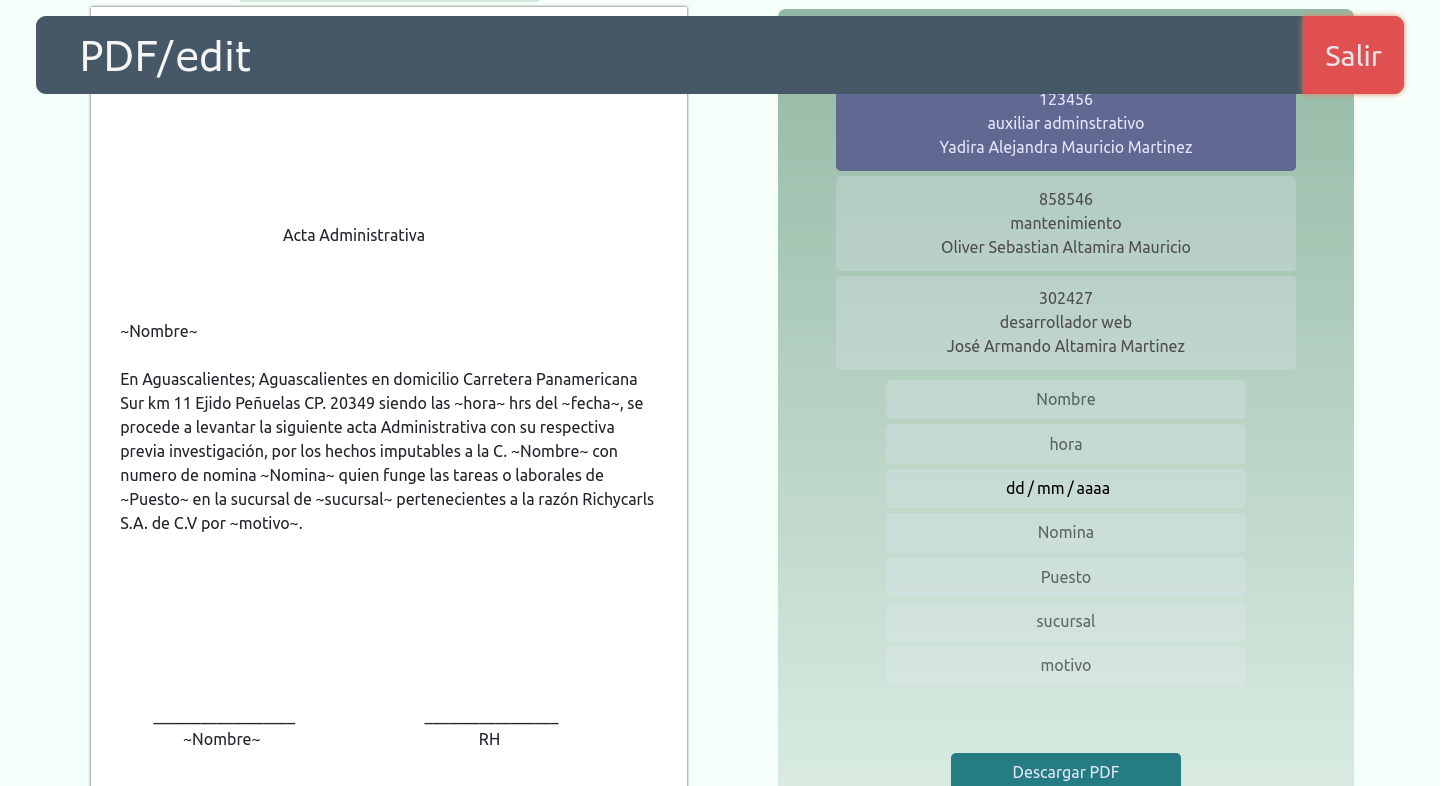 PDF/edit
Salir
Acta Administrativa
~Nombre~
En Aguascalientes; Aguascalientes en domicilio Carretera Panamericana
Sur km 11 Ejido Peñuelas CP. 20349 siendo las ~hora~ hrs del ~fecha~, se
procede a levantar la siguiente acta Administrativa con su respectiva
previa investigación, por los hechos imputables a la C. ~Nombre~ con
numero de nomina ~Nomina~ quien funge las tareas o laborales de
~Puesto~ en la sucursal de ~sucursal~ pertenecientes a la razón Richycarls
S.A. de C.V por ~motivo~.
~Nombre~
RH
123456
auxiliar adminstrativo
Yadira Alejandra Mauricio Martinez
858546
mantenimiento
Oliver Sebastian Altamira Mauricio
302427
desarrollador web
José Armando Altamira Martinez
Nombre
hora
dd/mm/aaaa
Nomina
Puesto
sucursal
motivo
Descargar PDF